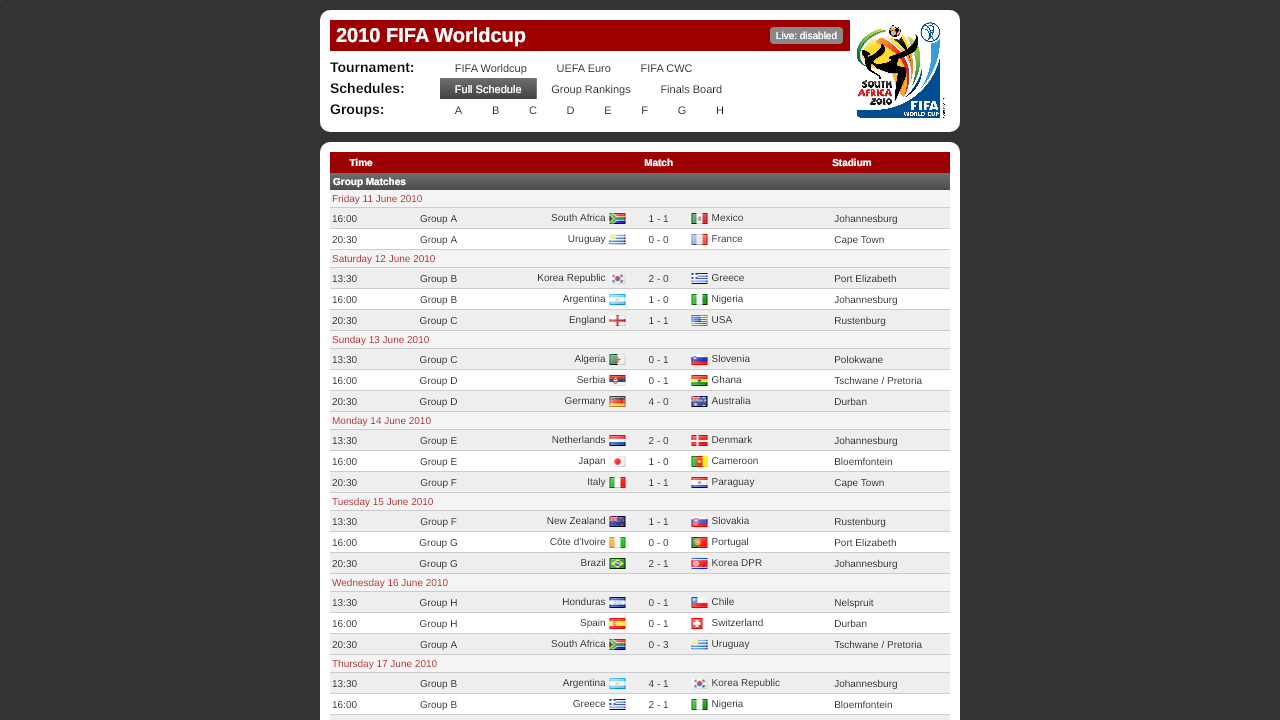 2010 FIFA Worldcup
Live: disabled
Tournament: FIFA Worldcup UEFA Euro FIFA CWC
Schedules: Full Schedule Group Rankings Finals Board
Groups: A B C D E F G H
SOUTH
AFRICA
2010
FIFA
WORLD CUP
Time Match Stadium
Group Matches
Friday 11 June 2010
16:00 Group A South Africa 1 - 1 Mexico Johannesburg
20:30 Group A Uruguay 0 - 0 France Cape Town
Saturday 12 June 2010
13:30 Group B Korea Republic 2 - 0 Greece Port Elizabeth
16:00 Group B Argentina 1 - 0 Nigeria Johannesburg
20:30 Group C England 1 - 1 USA Rustenburg
Sunday 13 June 2010
13:30 Group C Algeria 0 - 1 Slovenia Polokwane
16:00 Group D Serbia 0 - 1 Ghana Tschwane / Pretoria
20:30 Group D Germany 4 - 0 Australia Durban
Monday 14 June 2010
13:30 Group E Netherlands 2 - 0 Denmark Johannesburg
16:00 Group E Japan 1 - 0 Cameroon Bloemfontein
20:30 Group F Italy 1 - 1 Paraguay Cape Town
Tuesday 15 June 2010
13:30 Group F New Zealand 1 - 1 Slovakia Rustenburg
16:00 Group G Côte d'Ivoire 0 - 0 Portugal Port Elizabeth
20:30 Group G Brazil 2 - 1 Korea DPR Johannesburg
Wednesday 16 June 2010
13:30 Group H Honduras 0 - 1 Chile Nelspruit
16:00 Group H Spain 0 - 1 Switzerland Durban
20:30 Group A South Africa 0 - 3 Uruguay Tschwane / Pretoria
Thursday 17 June 2010
13:30 Group B Argentina 4 - 1 Korea Republic Johannesburg
16:00 Group B Greece 2 - 1 Nigeria Bloemfontein